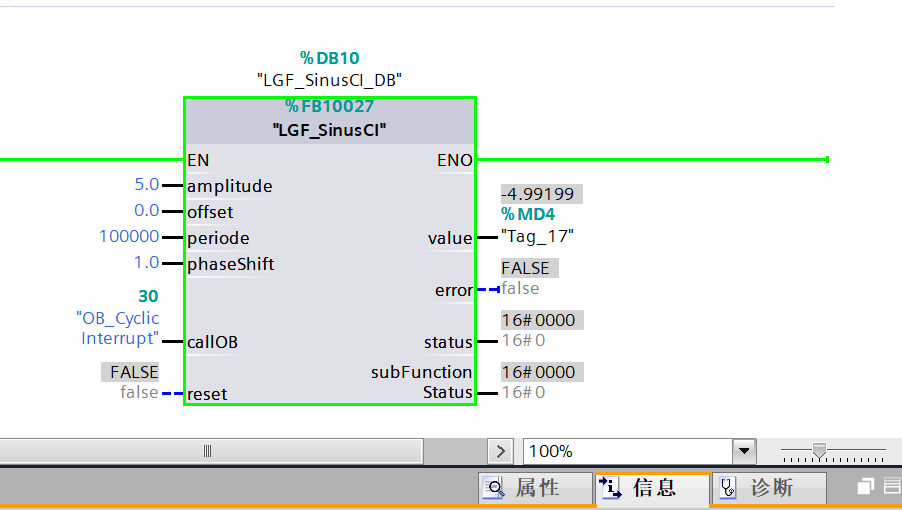 %DB10
"LGF_SinusCI_DB"
%FB10027
"LGF_SinusCI"
EN ENO
5.0 amplitude
0.0 offset
100000 periode
1.0 phaseShift
-4.99199
%MD4
value "Tag_17"
FALSE
error false
30
"OB_Cyclic
Interrupt" callOB
16#0000
status 16#0
FALSE
false reset
16#0000
subFunction
Status 16#0
100%
属性 信息 诊断